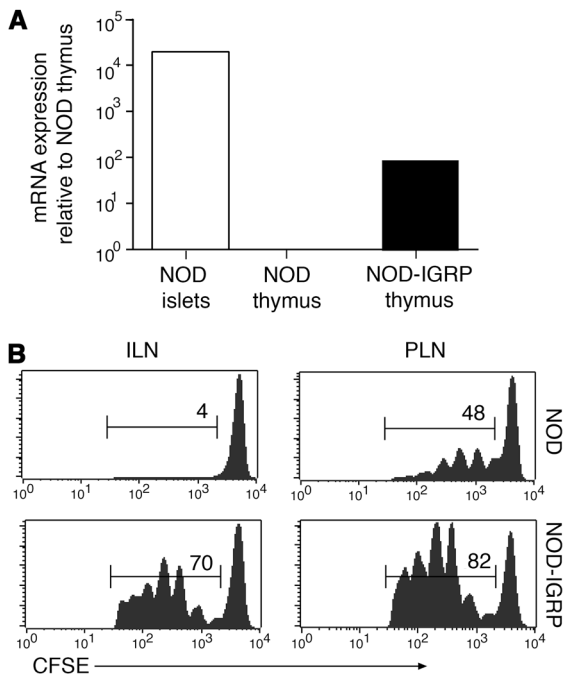 A
mRNA expression
relative to NOD thymus
10^5
10^4
10^3
10^2
10^1
10^0
NOD
islets
NOD
thymus
NOD-IGRP
thymus
B
ILN
PLN
4
10^0 10^1 10^2 10^3 10^4
48
10^0 10^1 10^2 10^3 10^4
NOD
70
10^0 10^1 10^2 10^3 10^4
82
10^0 10^1 10^2 10^3 10^4
NOD-IGRP
CFSE